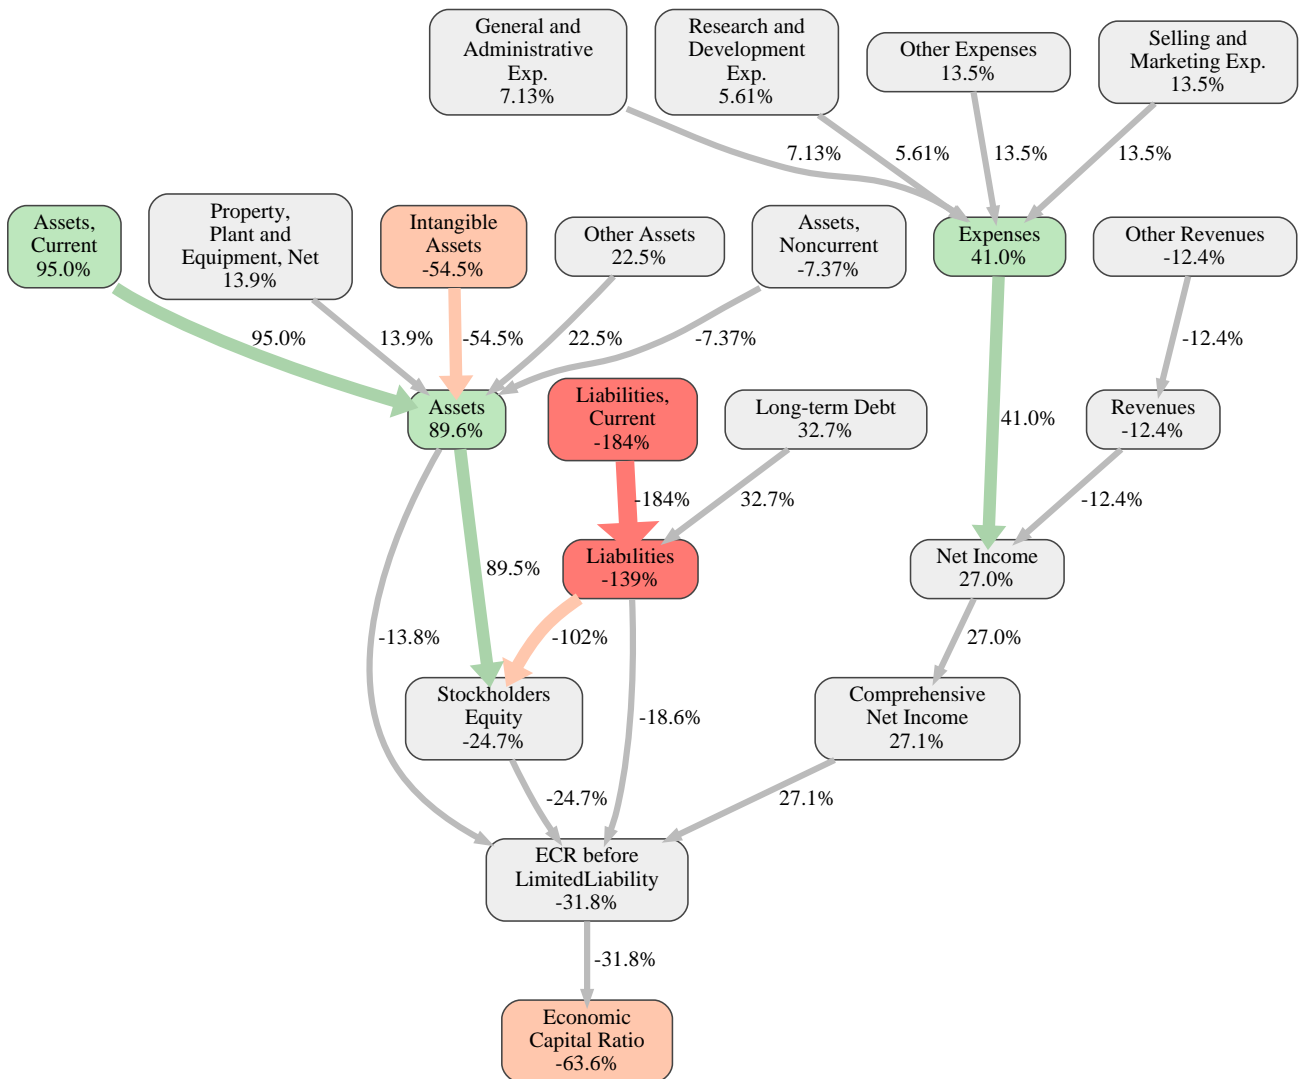 General and
Administrative
Exp.
7.13%
Research and
Development
Exp.
5.61%
Other Expenses
13.5%
Selling and
Marketing Exp.
13.5%
7.13%
5.61%
13.5%
13.5%
Assets,
Current
95.0%
Property,
Plant and
Equipment, Net
13.9%
Intangible
Assets
-54.5%
Other Assets
22.5%
Assets,
Noncurrent
-7.37%
Expenses
41.0%
Other Revenues
-12.4%
95.0%
13.9%
-54.5%
22.5%
-7.37%
-12.4%
Assets
89.6%
Liabilities,
Current
-184%
Long-term Debt
32.7%
41.0%
Revenues
-12.4%
-184%
32.7%
-12.4%
Liabilities
-139%
Net Income
27.0%
89.5%
-13.8%
-102%
27.0%
Stockholders
Equity
-24.7%
-18.6%
Comprehensive
Net Income
27.1%
-24.7%
27.1%
ECR before
LimitedLiability
-31.8%
-31.8%
Economic
Capital Ratio
-63.6%